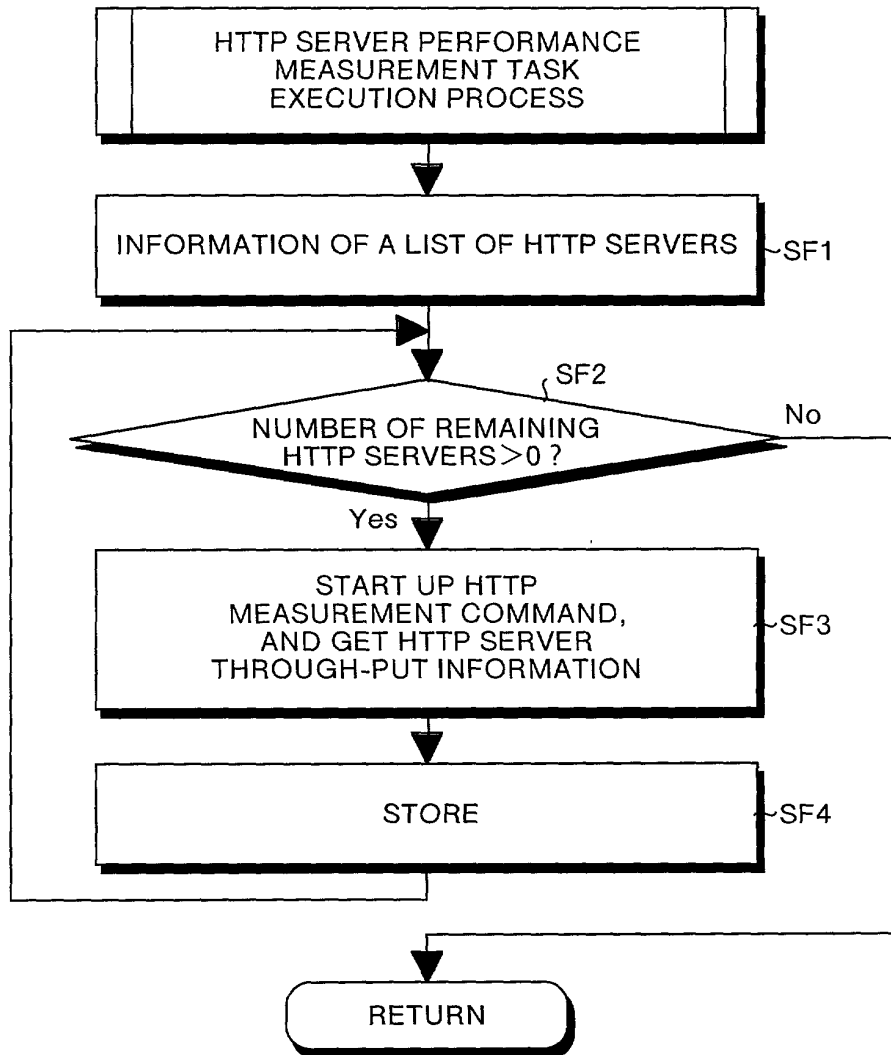 HTTP SERVER PERFORMANCE
MEASUREMENT TASK
EXECUTION PROCESS
INFORMATION OF A LIST OF HTTP SERVERS
SF1
SF2
NUMBER OF REMAINING
HTTP SERVERS>0 ?
No
Yes
START UP HTTP
MEASUREMENT COMMAND,
AND GET HTTP SERVER
THROUGH-PUT INFORMATION
SF3
STORE
SF4
RETURN